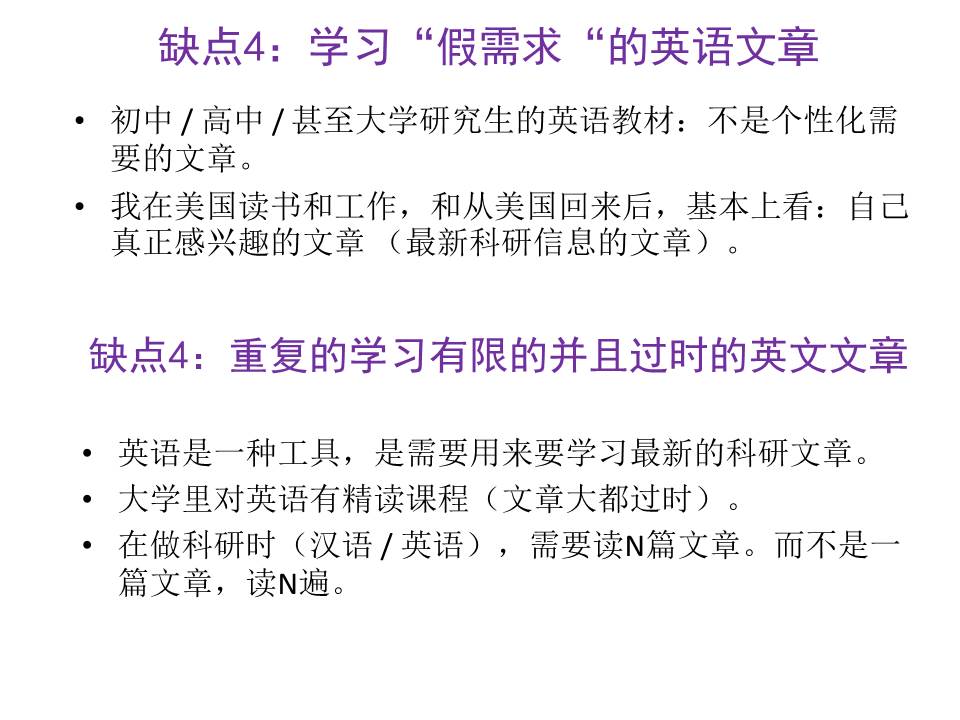 缺点4：学习“假需求“的英语文章
• 初中 / 高中 / 甚至大学研究生的英语教材：不是个性化需
要的文章。
• 我在美国读书和工作，和从美国回来后，基本上看：自己
真正感兴趣的文章 （最新科研信息的文章）。
缺点4：重复的学习有限的并且过时的英文文章
• 英语是一种工具，是需要用来要学习最新的科研文章。
• 大学里对英语有精读课程（文章大都过时）。
• 在做科研时（汉语 / 英语），需要读N篇文章。而不是一
篇文章，读N遍。